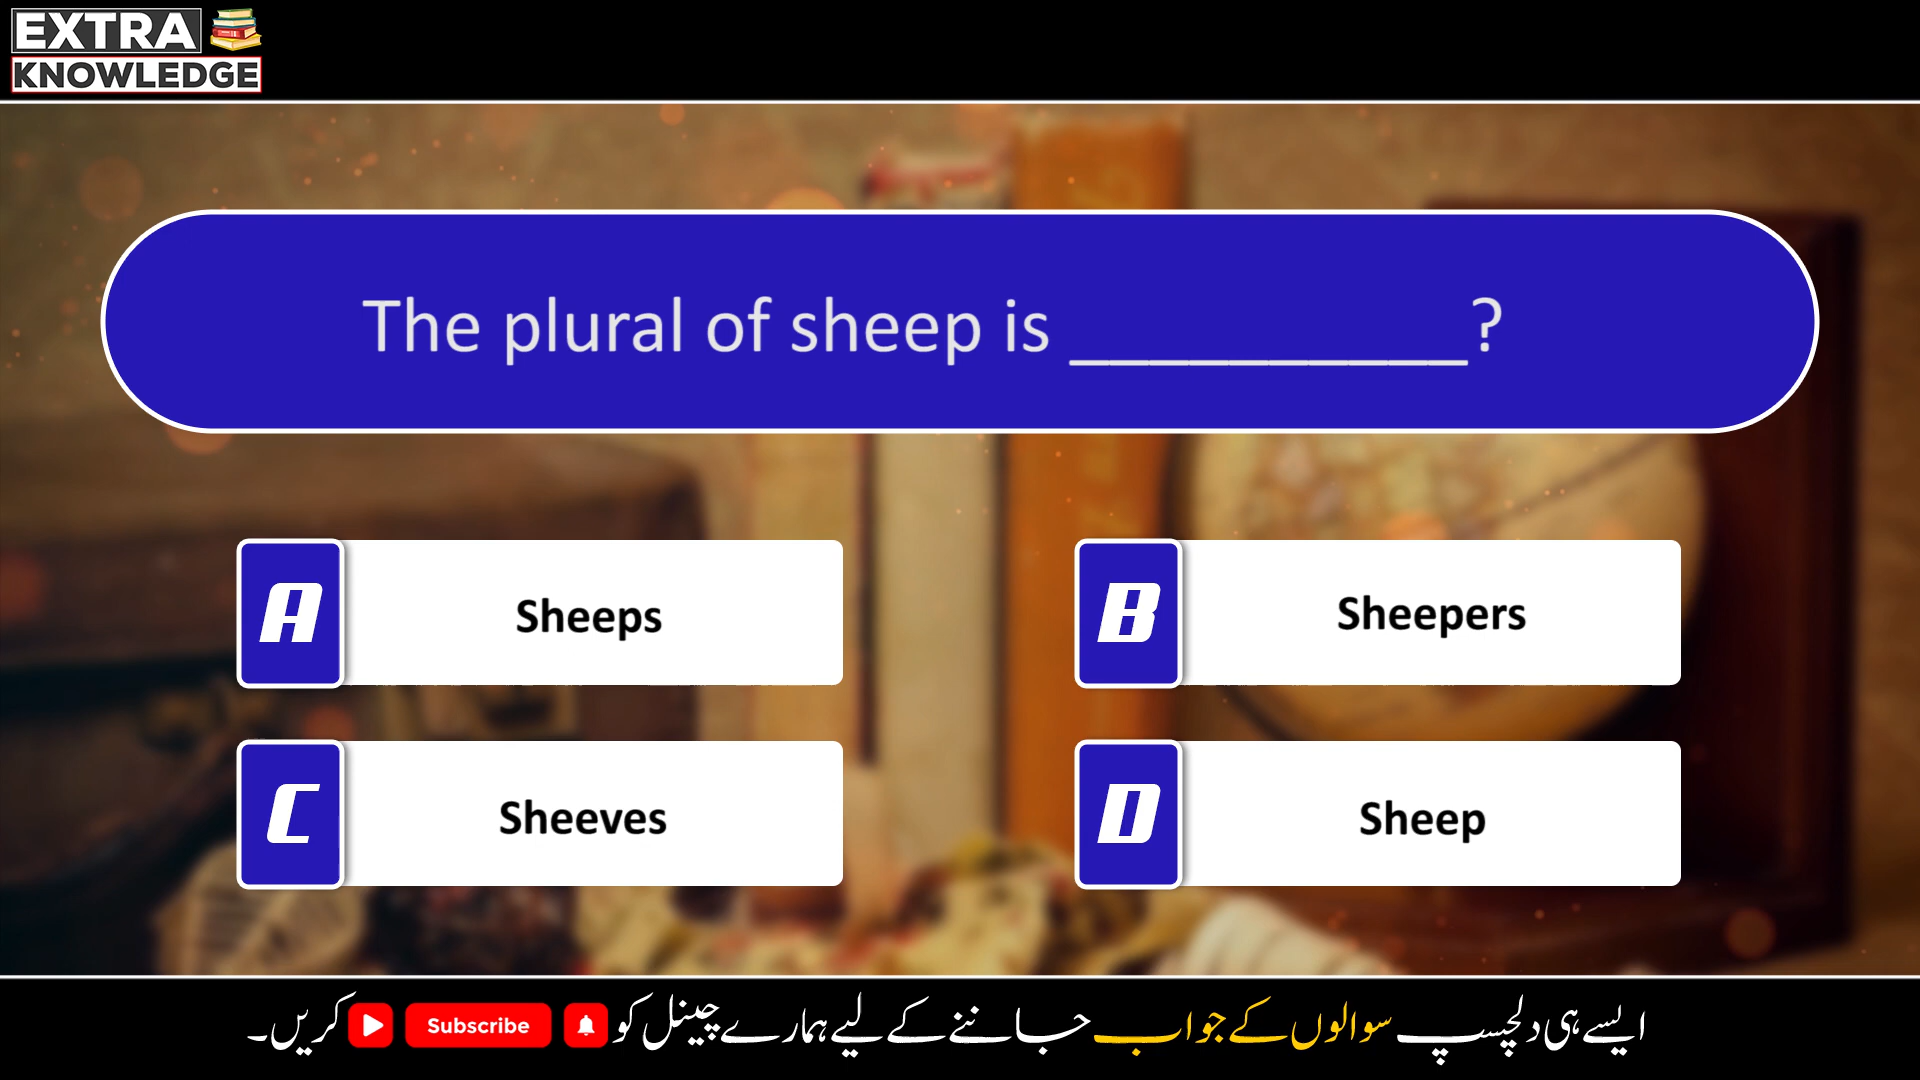 EXTRA
KNOWLEDGE
The plural of sheep is __________?
A Sheeps
B Sheepers
C Sheeves
D Sheep
ایسے ہی دلچسپ سوالوں کے جواب جاننے کے لیے ہمارے چینل کو Subscribe کریں۔